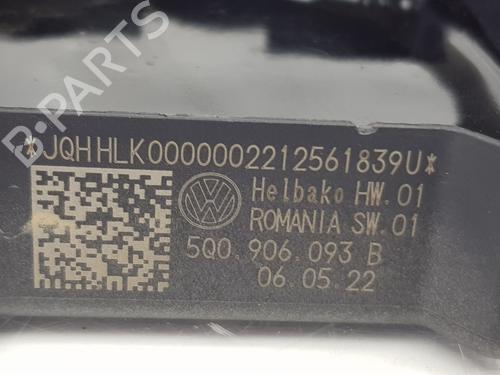 *JQHHLK0000002212561839U*
Helbako HW.01
ROMANIA SW.01
5Q0.906.093 B
06.05.22
B-PARTS